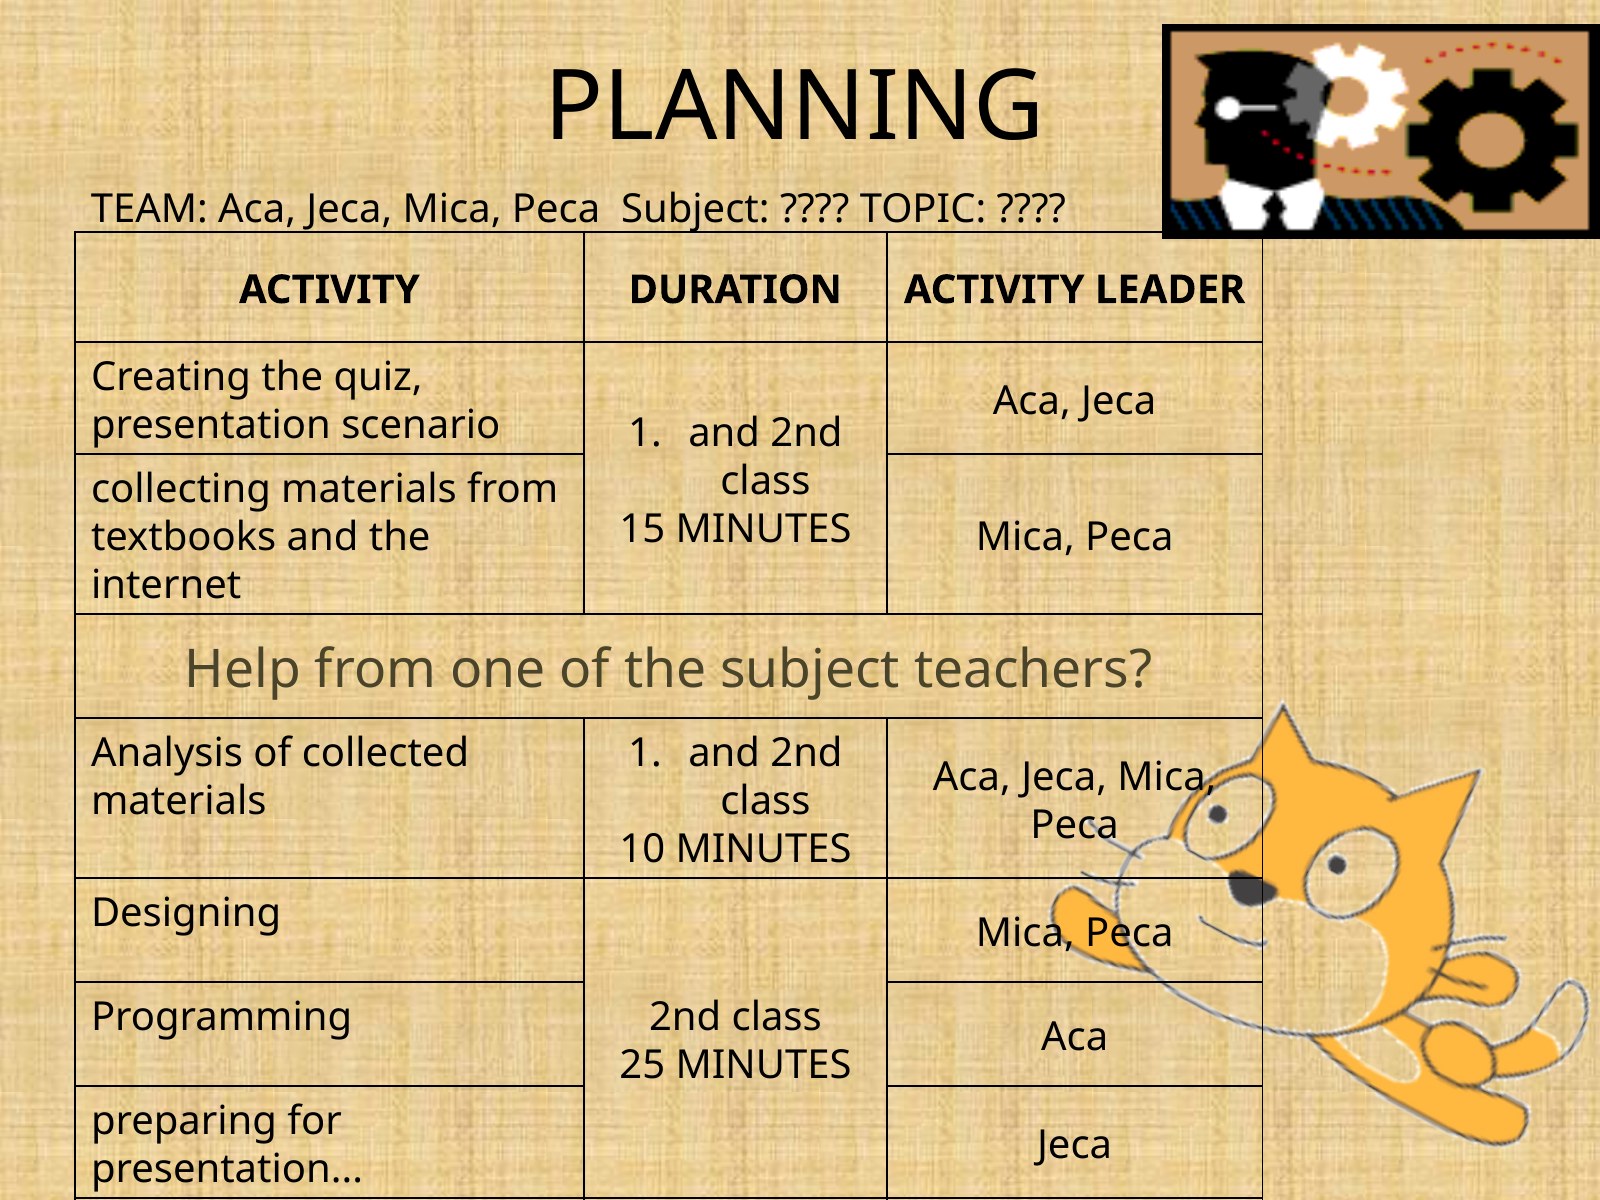 PLANNING
TEAM: Aca, Jeca, Mica, Peca  Subject: ???? TOPIC: ????
ACTIVITY
DURATION
ACTIVITY LEADER
Creating the quiz,
presentation scenario
1. and 2nd
class
15 MINUTES
Aca, Jeca
collecting materials from
textbooks and the
internet
Mica, Peca
Help from one of the subject teachers?
Analysis of collected
materials
1. and 2nd
class
10 MINUTES
Aca, Jeca, Mica,
Peca
Designing
2nd class
25 MINUTES
Mica, Peca
Programming
Aca
preparing for
presentation...
Jeca